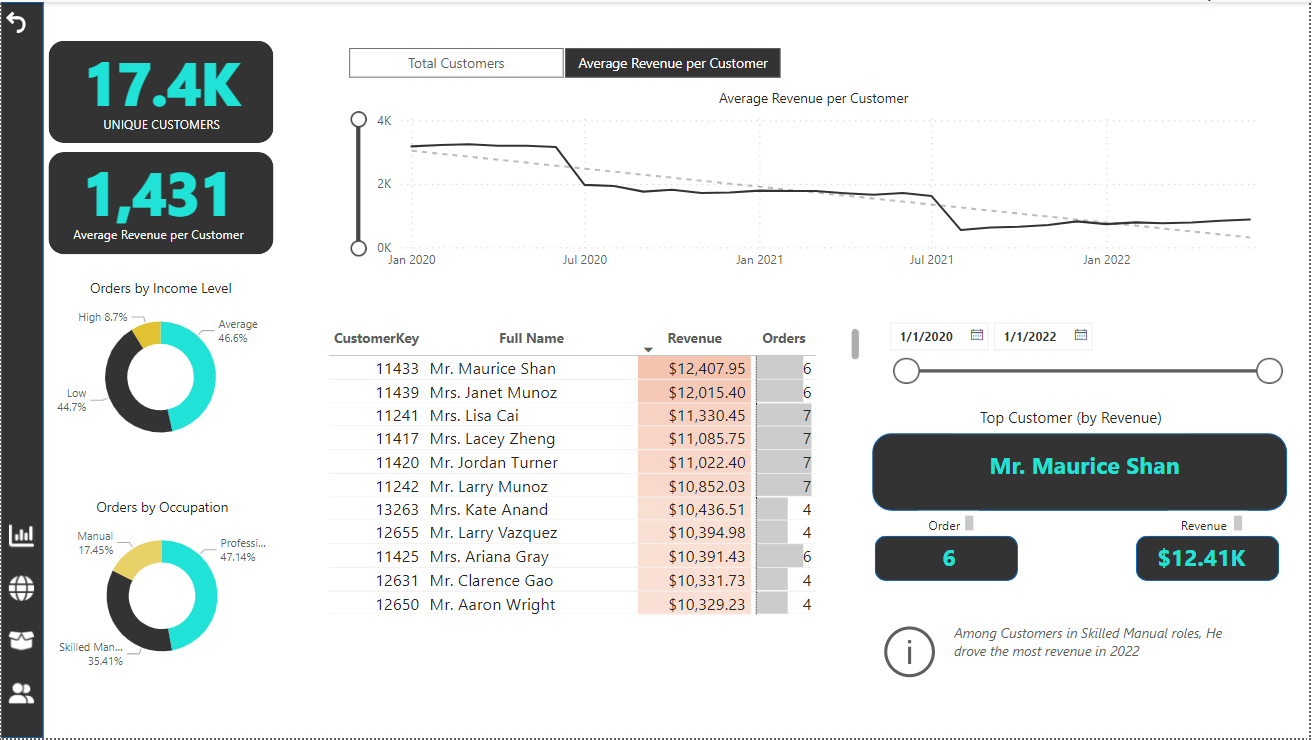 17.4K
UNIQUE CUSTOMERS
1,431
Average Revenue per Customer
Orders by Income Level
High 8.7%
Average
46.6%
Low
44.7%
Orders by Occupation
Manual
17.45%
Professi...
47.14%
Skilled Man...
35.41%
Total Customers
Average Revenue per Customer
Average Revenue per Customer
4K
2K
0K
Jan 2020 Jul 2020 Jan 2021 Jul 2021 Jan 2022
CustomerKey Full Name Revenue Orders
11433 Mr. Maurice Shan $12,407.95 6
11439 Mrs. Janet Munoz $12,015.40 6
11241 Mrs. Lisa Cai $11,330.45 7
11417 Mrs. Lacey Zheng $11,085.75 7
11420 Mr. Jordan Turner $11,022.40 7
11242 Mr. Larry Munoz $10,852.03 7
13263 Mrs. Kate Anand $10,436.51 4
12655 Mr. Larry Vazquez $10,394.98 4
11425 Mrs. Ariana Gray $10,391.43 6
12631 Mr. Clarence Gao $10,331.73 4
12650 Mr. Aaron Wright $10,329.23 4
1/1/2020 1/1/2022
Top Customer (by Revenue)
Mr. Maurice Shan
Order Revenue
6 $12.41K
i
Among Customers in Skilled Manual roles, He
drove the most revenue in 2022